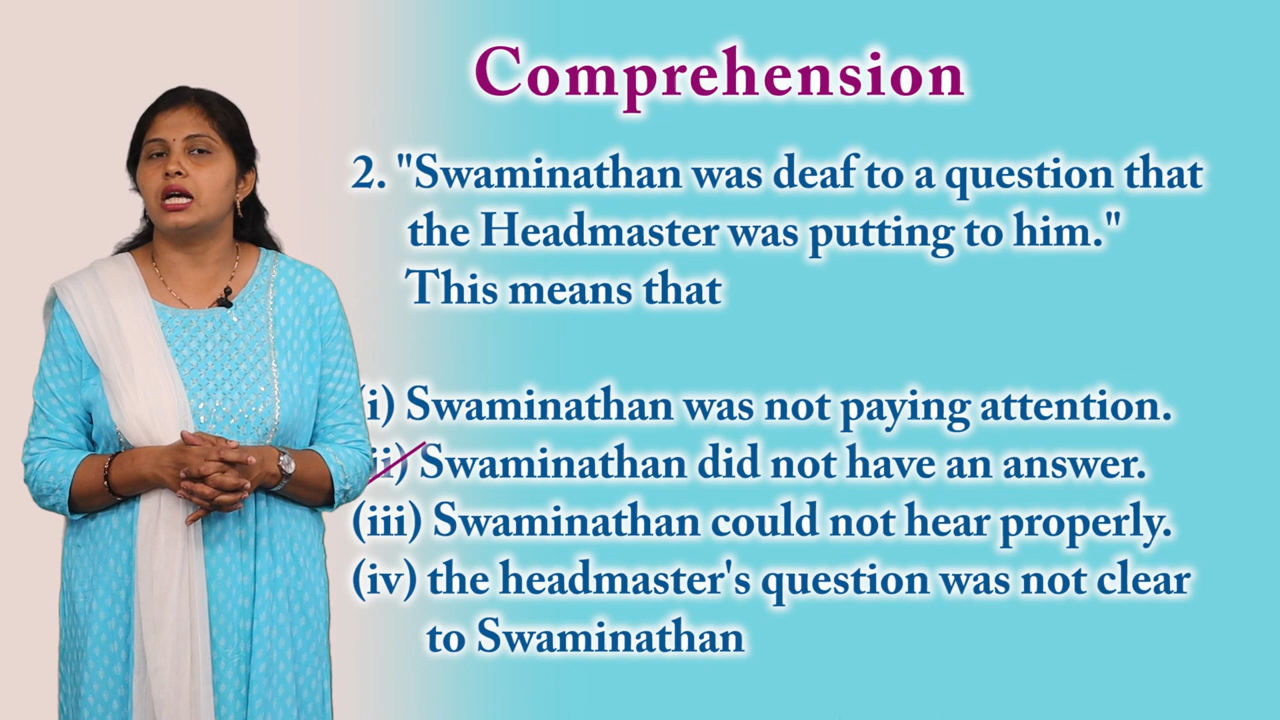 Comprehension
2. "Swaminathan was deaf to a question that
the Headmaster was putting to him."
This means that
(i) Swaminathan was not paying attention.
(ii) Swaminathan did not have an answer.
(iii) Swaminathan could not hear properly.
(iv) the headmaster's question was not clear
to Swaminathan